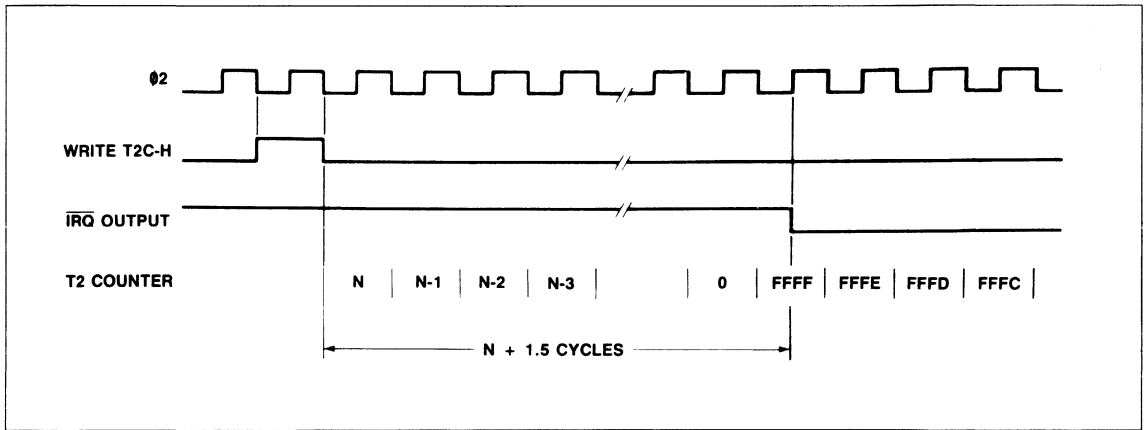 φ2
WRITE T2C-H
IRQ OUTPUT
T2 COUNTER N N-1 N-2 N-3 0 FFFF FFFE FFFD FFFC
N + 1.5 CYCLES